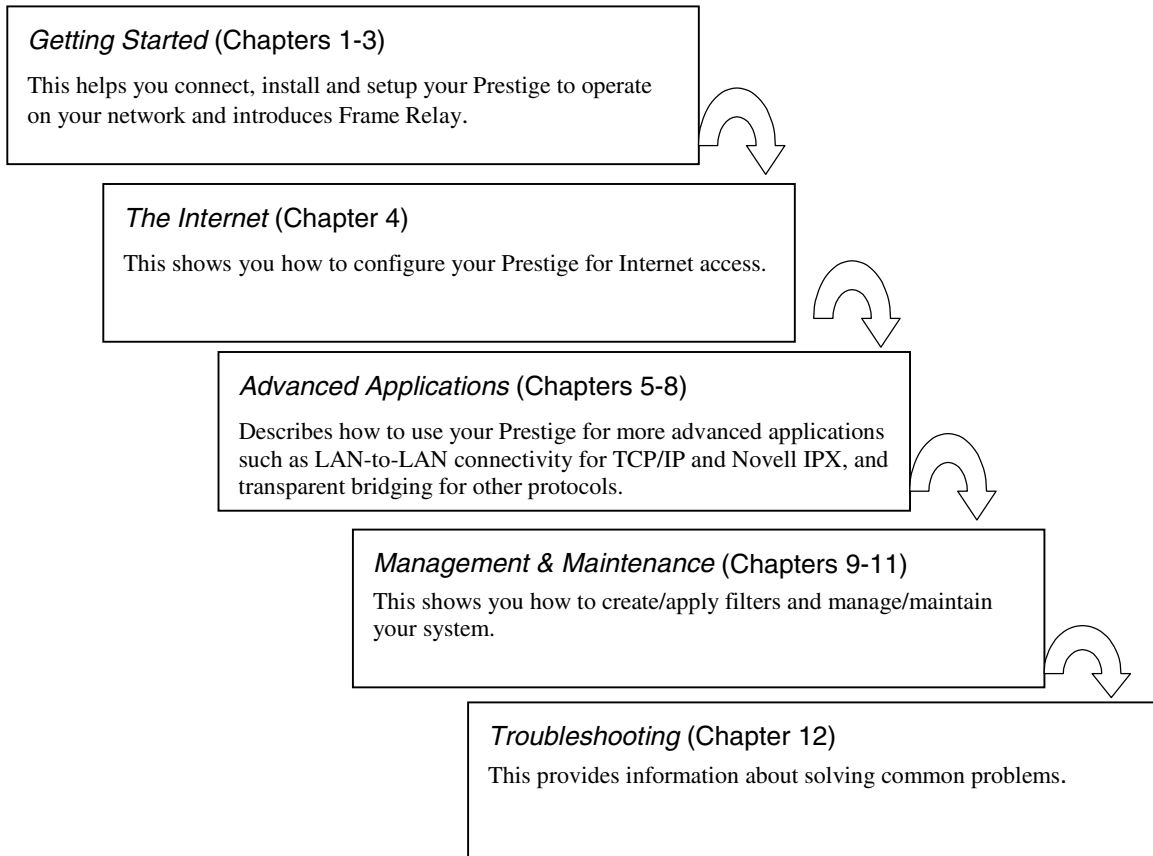 Getting Started (Chapters 1-3)
This helps you connect, install and setup your Prestige to operate
on your network and introduces Frame Relay.
The Internet (Chapter 4)
This shows you how to configure your Prestige for Internet access.
Advanced Applications (Chapters 5-8)
Describes how to use your Prestige for more advanced applications
such as LAN-to-LAN connectivity for TCP/IP and Novell IPX, and
transparent bridging for other protocols.
Management & Maintenance (Chapters 9-11)
This shows you how to create/apply filters and manage/maintain
your system.
Troubleshooting (Chapter 12)
This provides information about solving common problems.